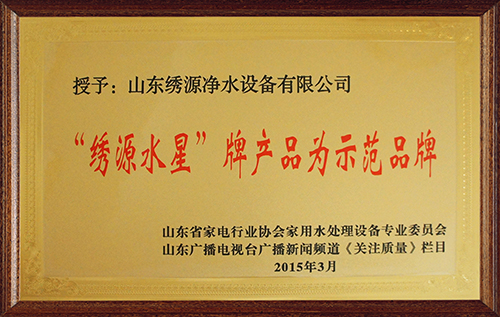 授予：山东绣源净水设备有限公司
“绣源水星”牌产品为示范品牌
山东省家电行业协会家用水处理设备专业委员会
山东广播电视台广播新闻频道《关注质量》栏目
2015年3月